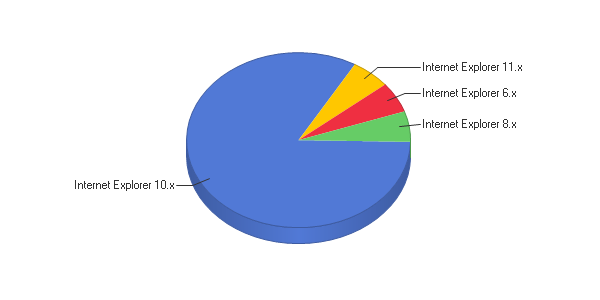 Internet Explorer 11.x
Internet Explorer 6.x
Internet Explorer 8.x
Internet Explorer 10.x